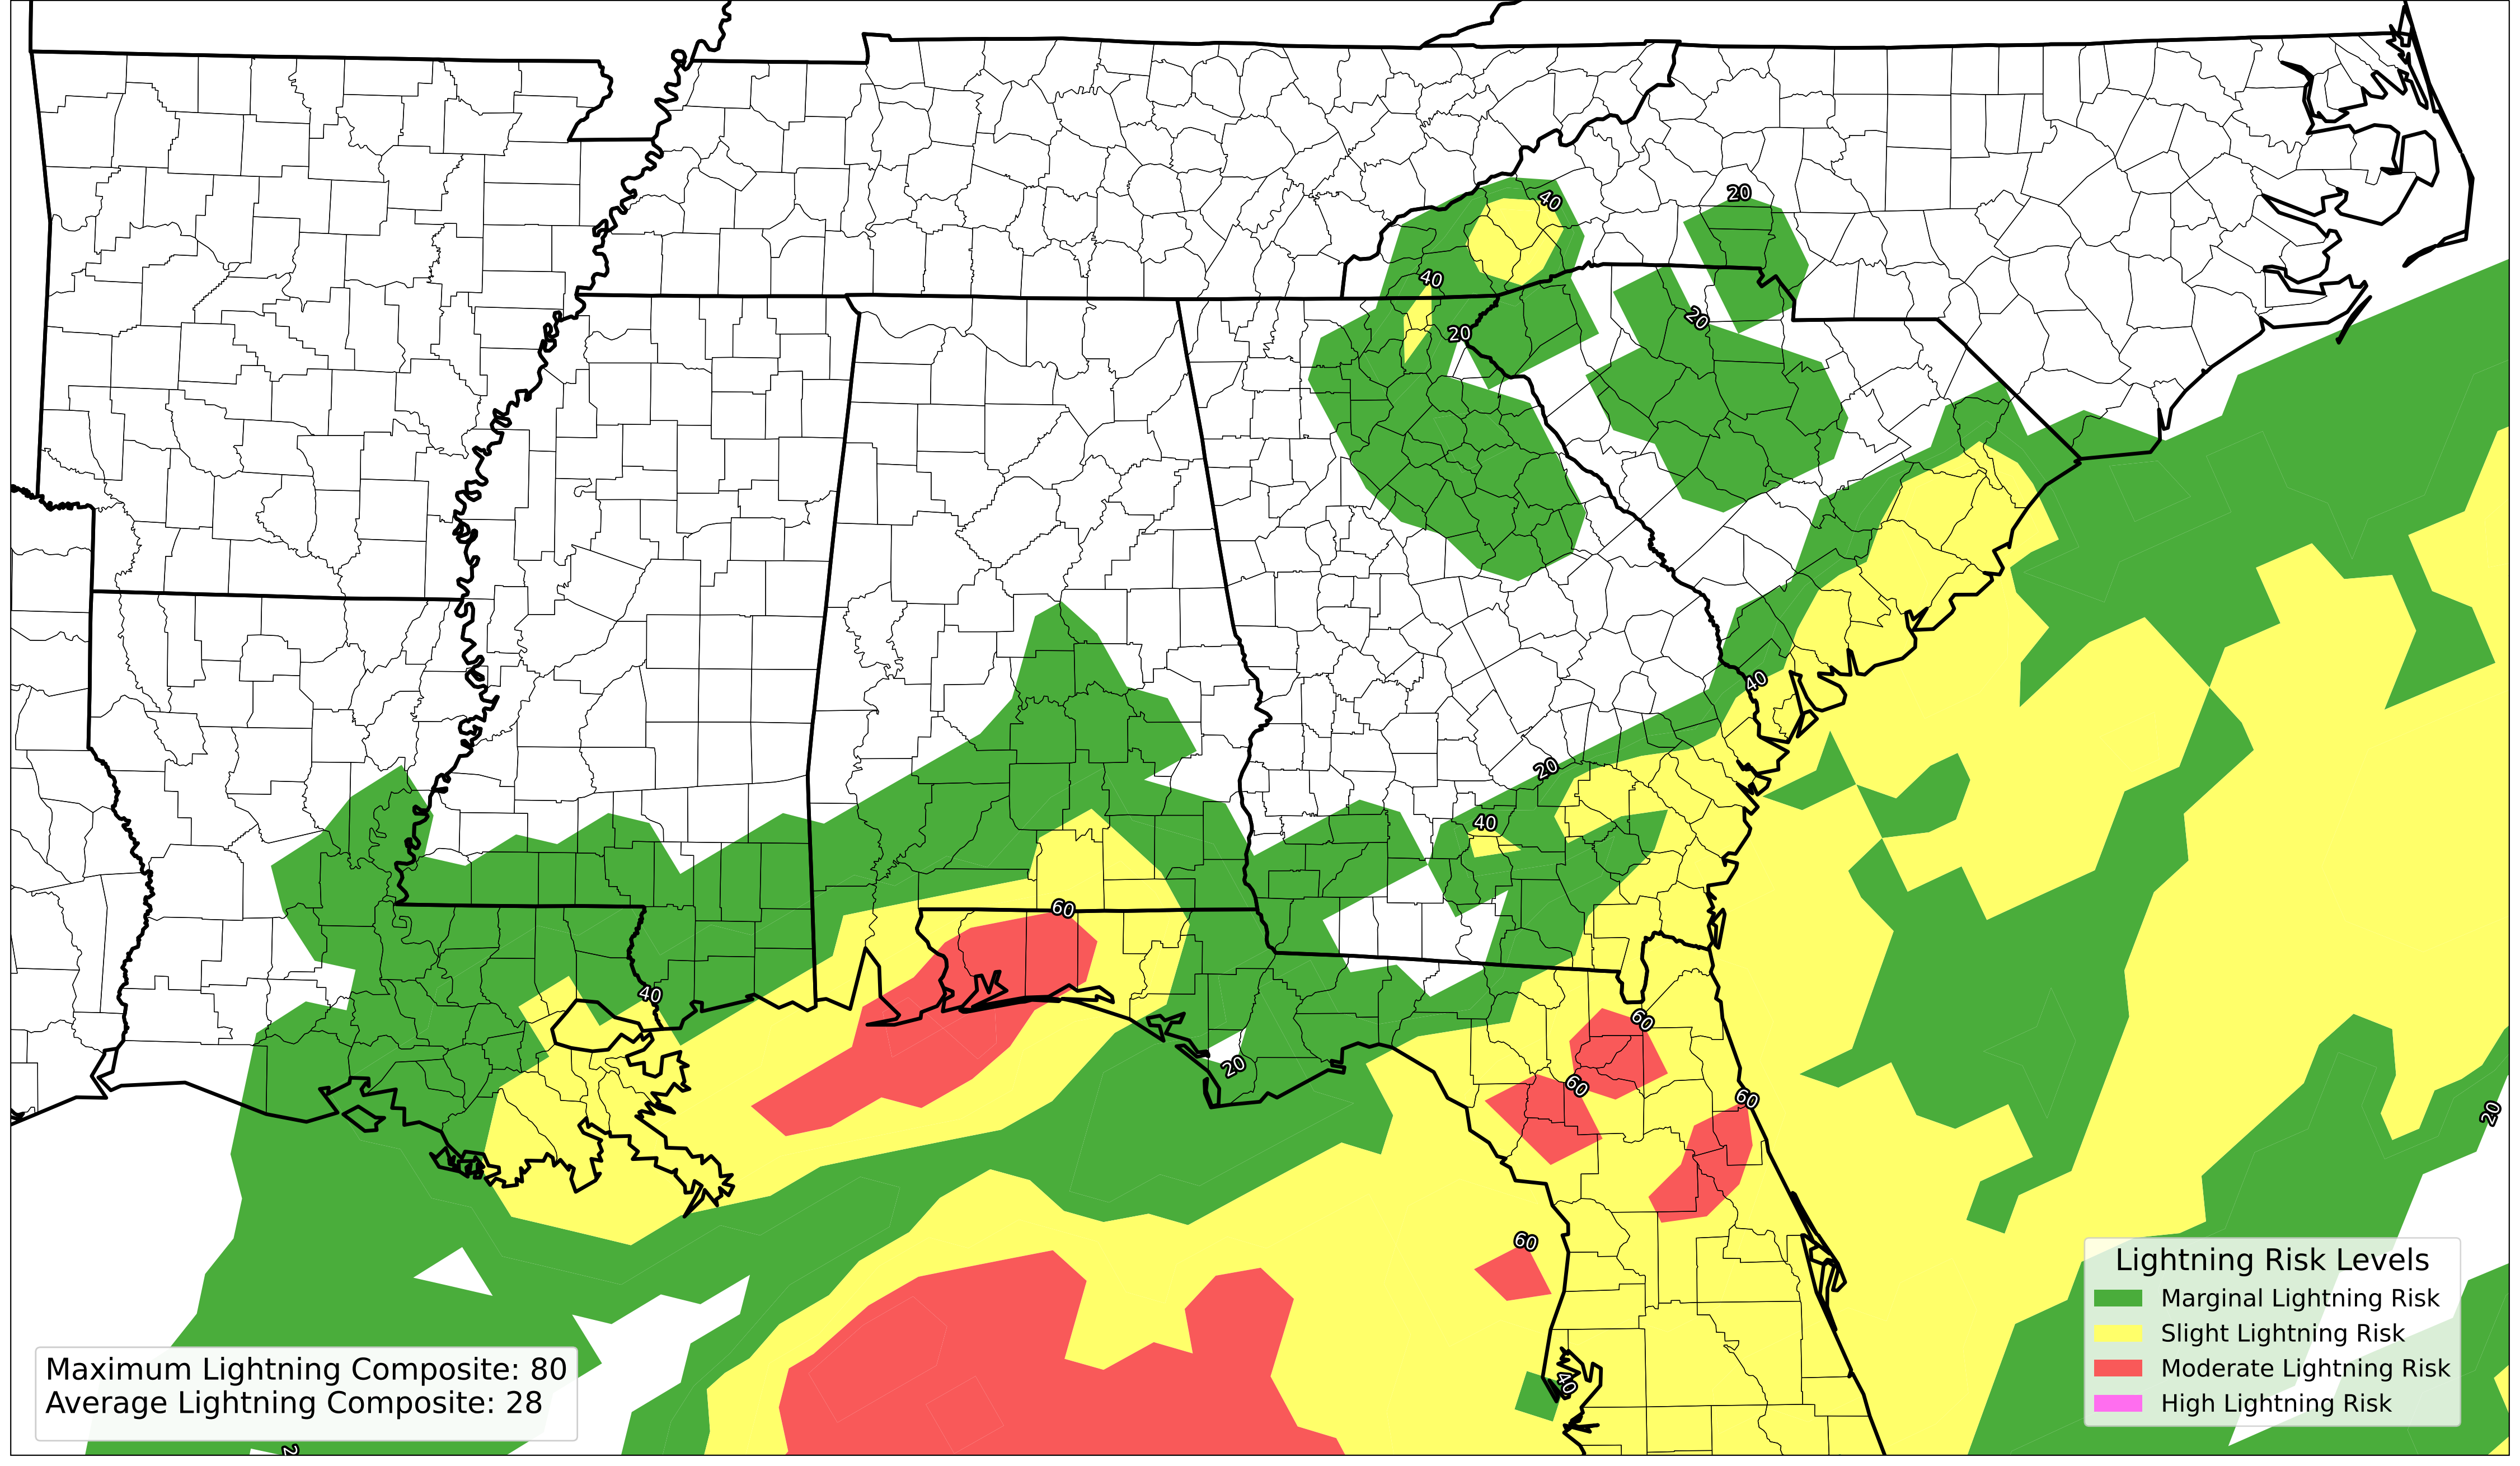 40
20
40
20
20
40
20
40
60
40
20
60
60
60
20
60
40
2
Lightning Risk Levels
Marginal Lightning Risk
Slight Lightning Risk
Moderate Lightning Risk
High Lightning Risk
Maximum Lightning Composite: 80
Average Lightning Composite: 28